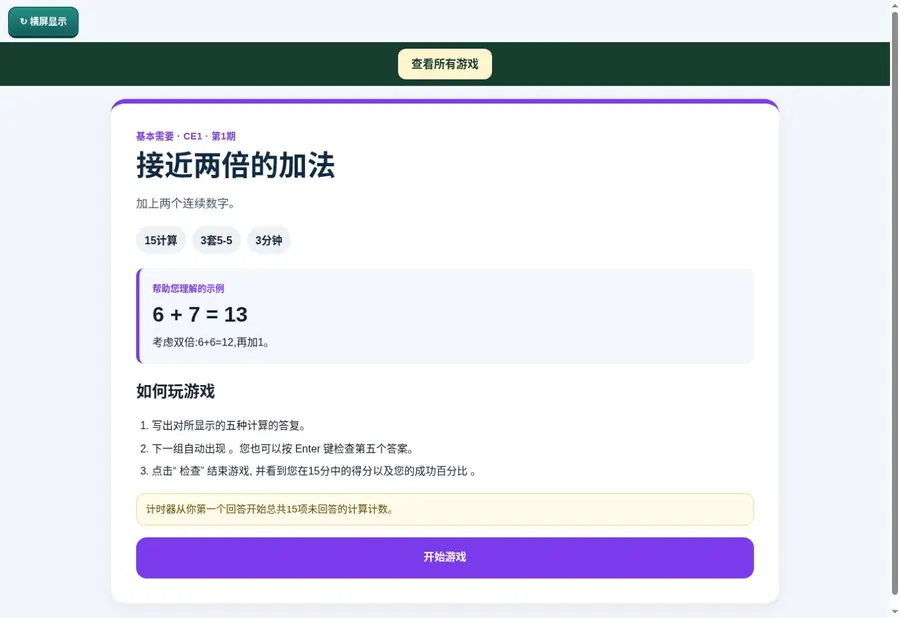 ↻ 横屏显示
查看所有游戏
基本需要 · CE1 · 第1期
接近两倍的加法
加上两个连续数字。
15计算
3套5-5
3分钟
帮助您理解的示例
6 + 7 = 13
考虑双倍:6+6=12,再加1。
如何玩游戏
1. 写出对所显示的五种计算的答复。
2. 下一组自动出现 。您也可以按 Enter 键检查第五个答案。
3. 点击“ 检查” 结束游戏, 并看到您在15分中的得分以及您的成功百分比 。
计时器从你第一个回答开始总共15项未回答的计算计数。
开始游戏